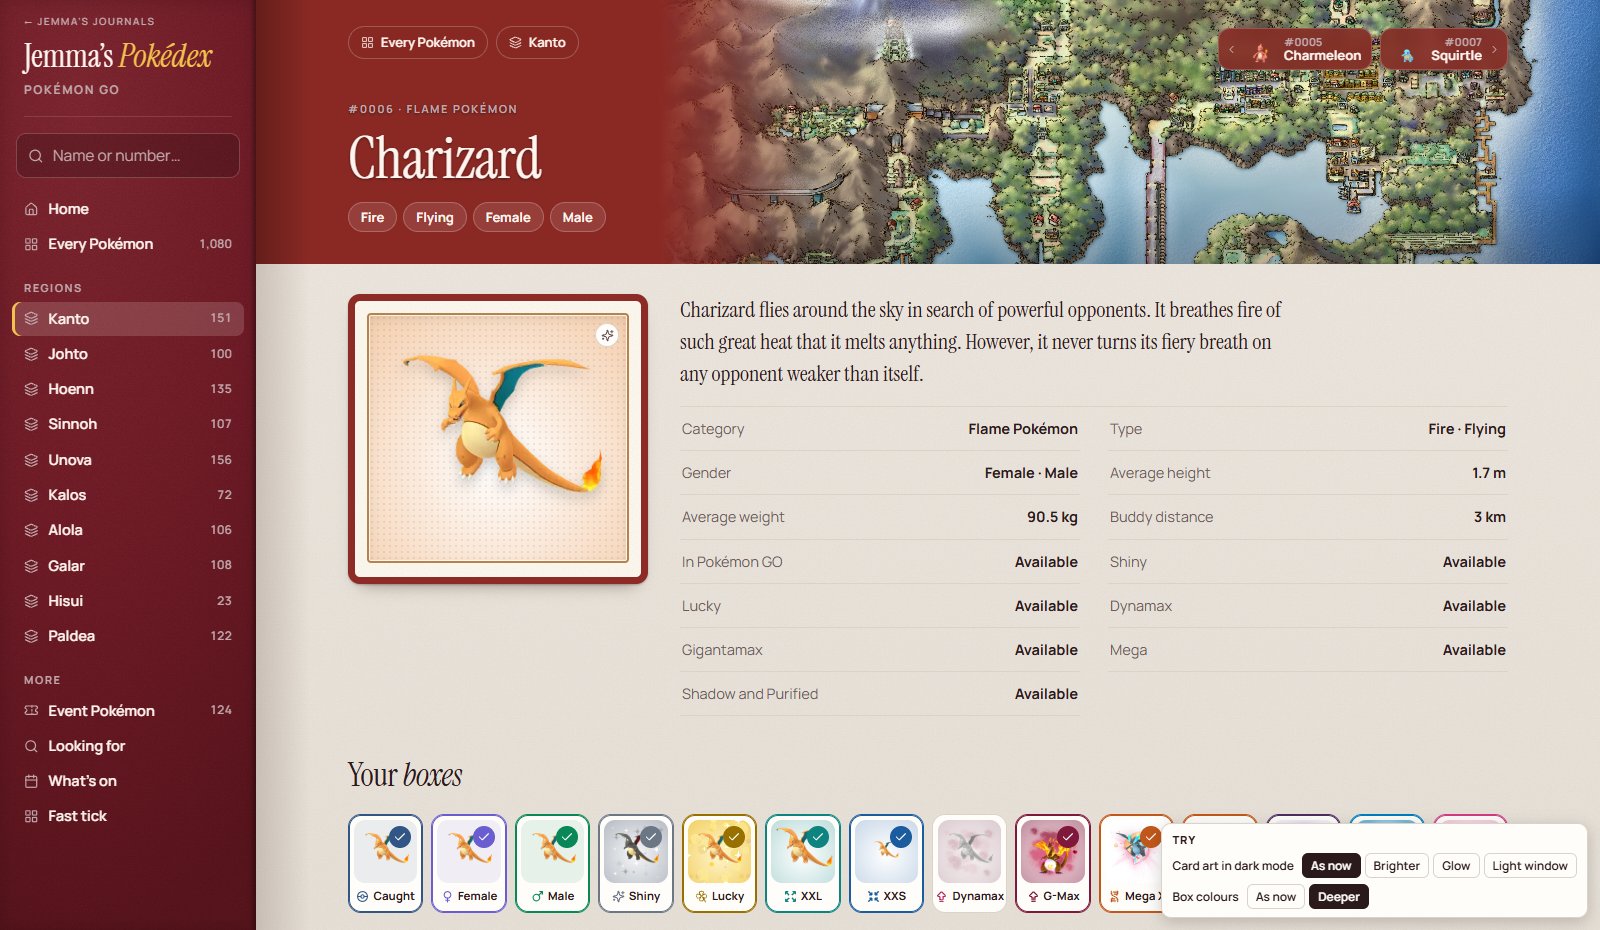 ← JEMMA'S JOURNALS
Jemma's Pokédex
POKÉMON GO
Name or number...
Home
Every Pokémon 1,080
REGIONS
Kanto 151
Johto 100
Hoenn 135
Sinnoh 107
Unova 156
Kalos 72
Alola 106
Galar 108
Hisui 23
Paldea 122
MORE
Event Pokémon 124
Looking for
What's on
Fast tick
Every Pokémon Kanto
#0005 Charmeleon
#0007 Squirtle
#0006 · FLAME POKÉMON
Charizard
Fire Flying Female Male
Charizard flies around the sky in search of powerful opponents. It breathes fire of
such great heat that it melts anything. However, it never turns its fiery breath on
any opponent weaker than itself.
Category Flame Pokémon Type Fire · Flying
Gender Female · Male Average height 1.7 m
Average weight 90.5 kg Buddy distance 3 km
In Pokémon GO Available Shiny Available
Lucky Available Dynamax Available
Gigantamax Available Mega Available
Shadow and Purified Available
Your boxes
Caught Female Male Shiny Lucky XXL XXS Dynamax G-Max Mega
TRY
Card art in dark mode As now Brighter Glow Light window
Box colours As now Deeper